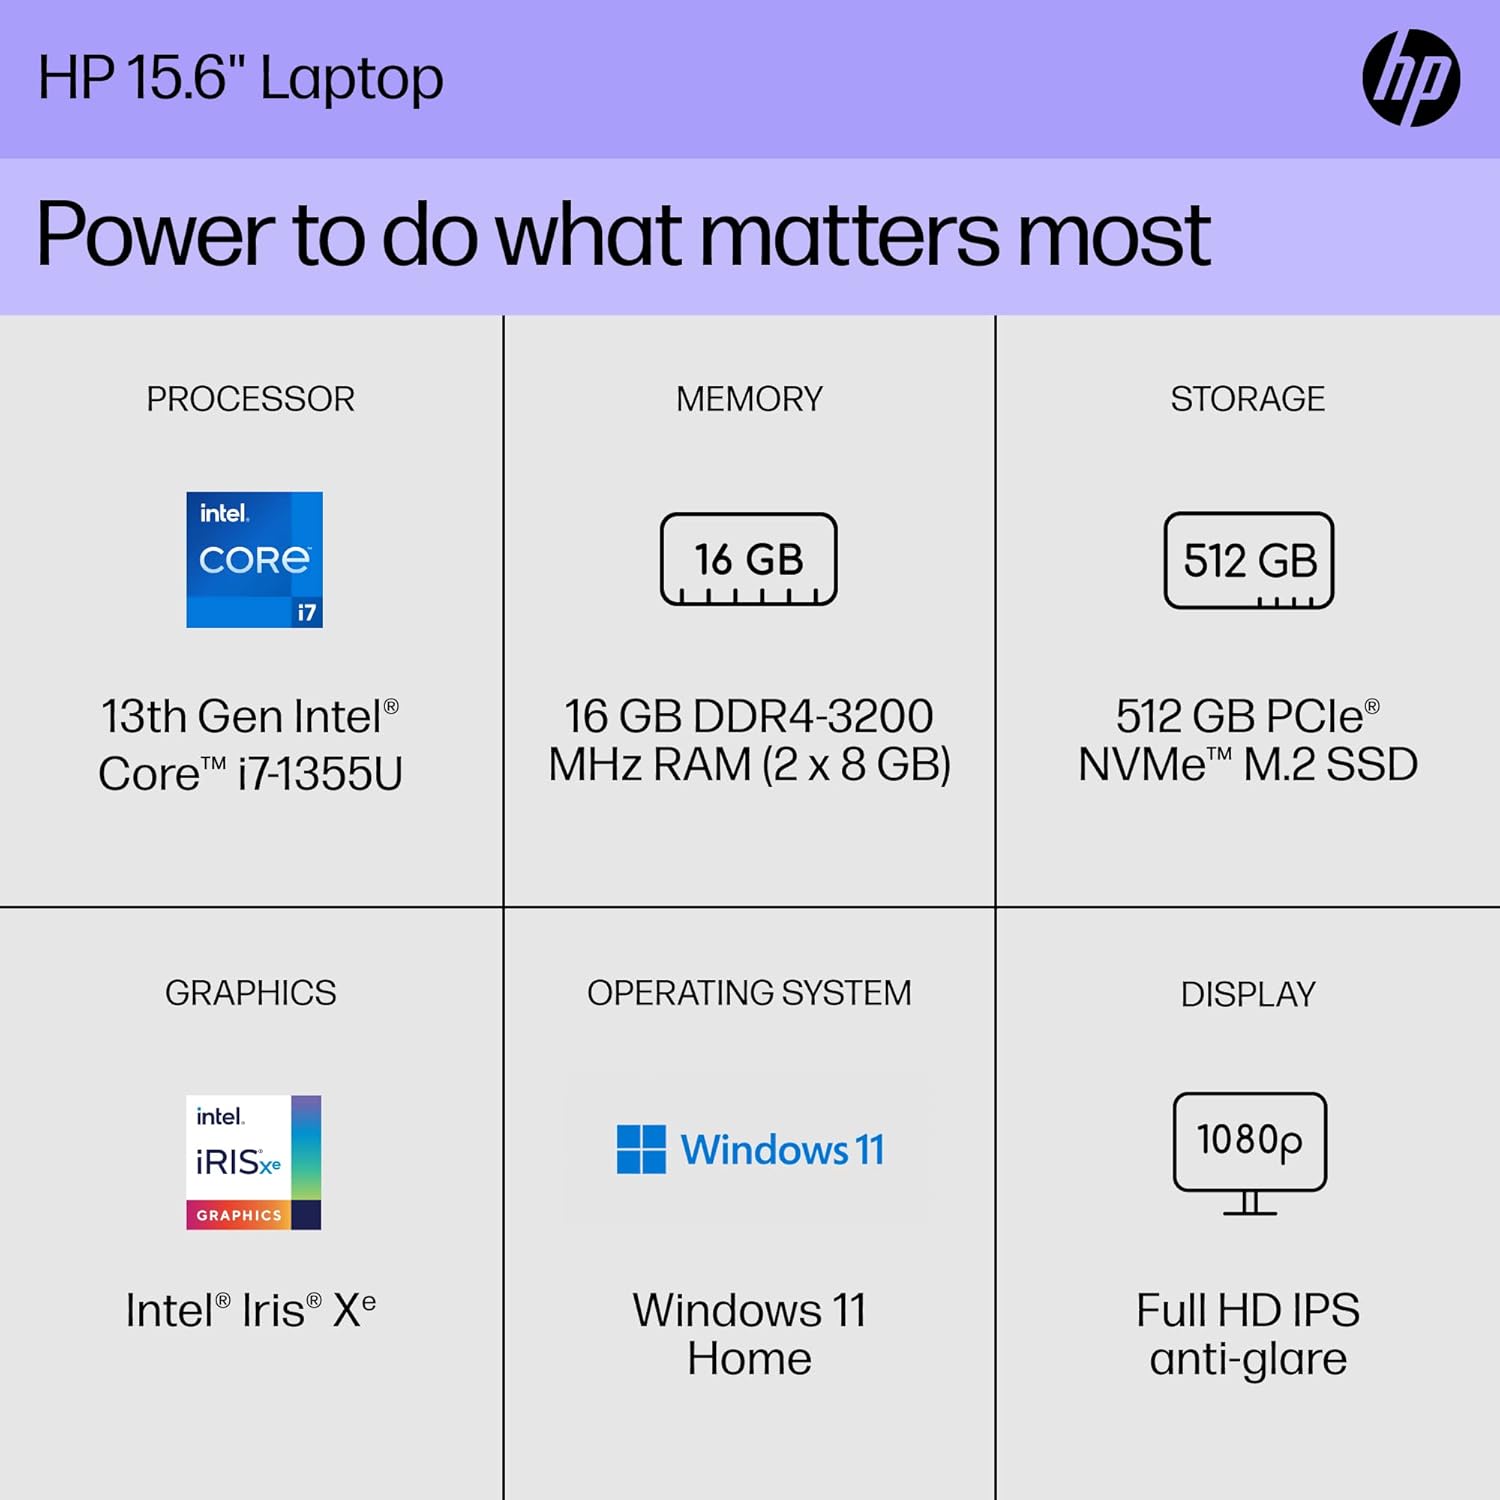 HP 15.6" Laptop
hp
Power to do what matters most
PROCESSOR
intel.
CORe™
i7
13th Gen Intel®
Core™ i7-1355U
MEMORY
16 GB
16 GB DDR4-3200
MHz RAM (2 x 8 GB)
STORAGE
512 GB
512 GB PCIe®
NVMe™ M.2 SSD
GRAPHICS
intel.
iRIS® Xe
GRAPHICS
Intel® Iris® Xᵉ
OPERATING SYSTEM
Windows 11
Windows 11
Home
DISPLAY
1080p
Full HD IPS
anti-glare